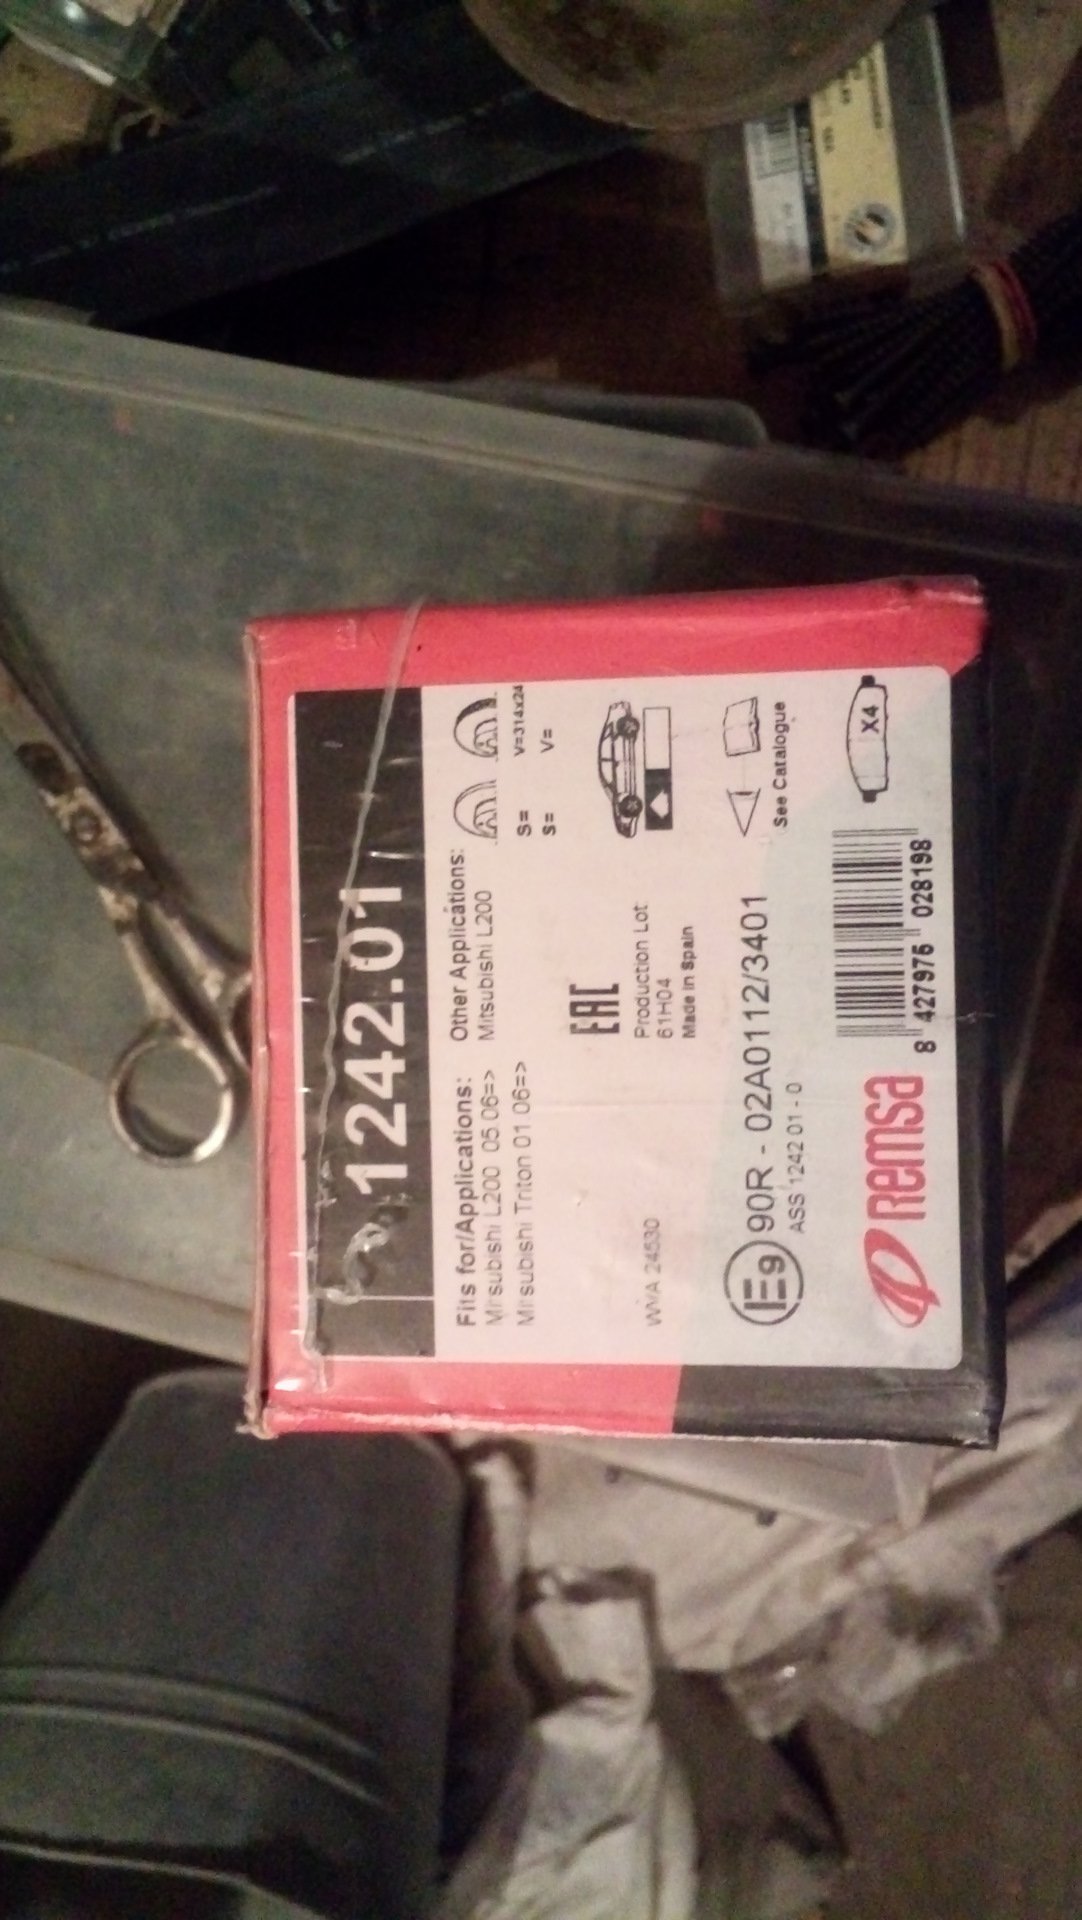 1242.01
Fits for/Applications:
Mitsubishi L200 05.06=>
Mitsubishi Triton 01.06=>
Other Applications:
Mitsubishi L200
S= V=314x24
S= V=
EAC
Production Lot
61H04
Made in Spain
WVA 24530
See Catalogue
E9 90R - 02A0112/3401
ASS 1242 01 - 0
X4
Remsa
8 427975 028198